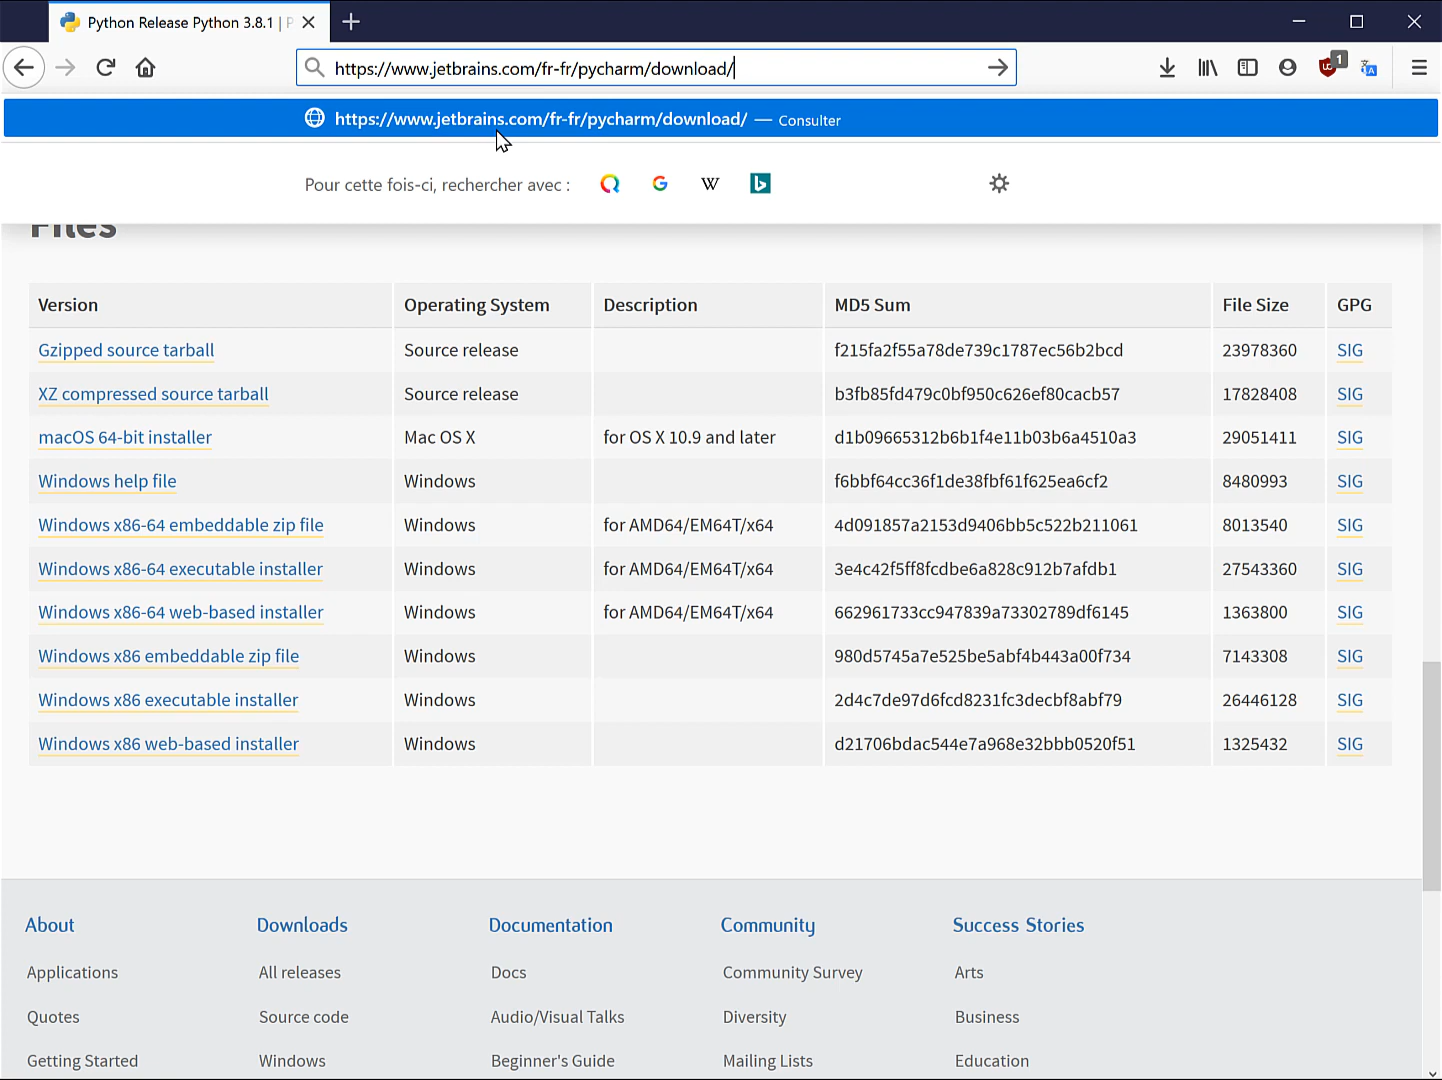 Python Release Python 3.8.1 | P
https://www.jetbrains.com/fr-fr/pycharm/download/
1
https://www.jetbrains.com/fr-fr/pycharm/download/ — Consulter
Pour cette fois-ci, rechercher avec :
Files
Version Operating System Description MD5 Sum File Size GPG
Gzipped source tarball Source release f215fa2f55a78de739c1787ec56b2bcd 23978360 SIG
XZ compressed source tarball Source release b3fb85fd479c0bf950c626ef80cacb57 17828408 SIG
macOS 64-bit installer Mac OS X for OS X 10.9 and later d1b09665312b6b1f4e11b03b6a4510a3 29051411 SIG
Windows help file Windows f6bbf64cc36f1de38fbf61f625ea6cf2 8480993 SIG
Windows x86-64 embeddable zip file Windows for AMD64/EM64T/x64 4d091857a2153d9406bb5c522b211061 8013540 SIG
Windows x86-64 executable installer Windows for AMD64/EM64T/x64 3e4c42f5ff8fcdbe6a828c912b7afdb1 27543360 SIG
Windows x86-64 web-based installer Windows for AMD64/EM64T/x64 662961733cc947839a73302789df6145 1363800 SIG
Windows x86 embeddable zip file Windows 980d5745a7e525be5abf4b443a00f734 7143308 SIG
Windows x86 executable installer Windows 2d4c7de97d6fcd8231fc3decbf8abf79 26446128 SIG
Windows x86 web-based installer Windows d21706bdac544e7a968e32bbb0520f51 1325432 SIG
About Downloads Documentation Community Success Stories
Applications All releases Docs Community Survey Arts
Quotes Source code Audio/Visual Talks Diversity Business
Getting Started Windows Beginner's Guide Mailing Lists Education